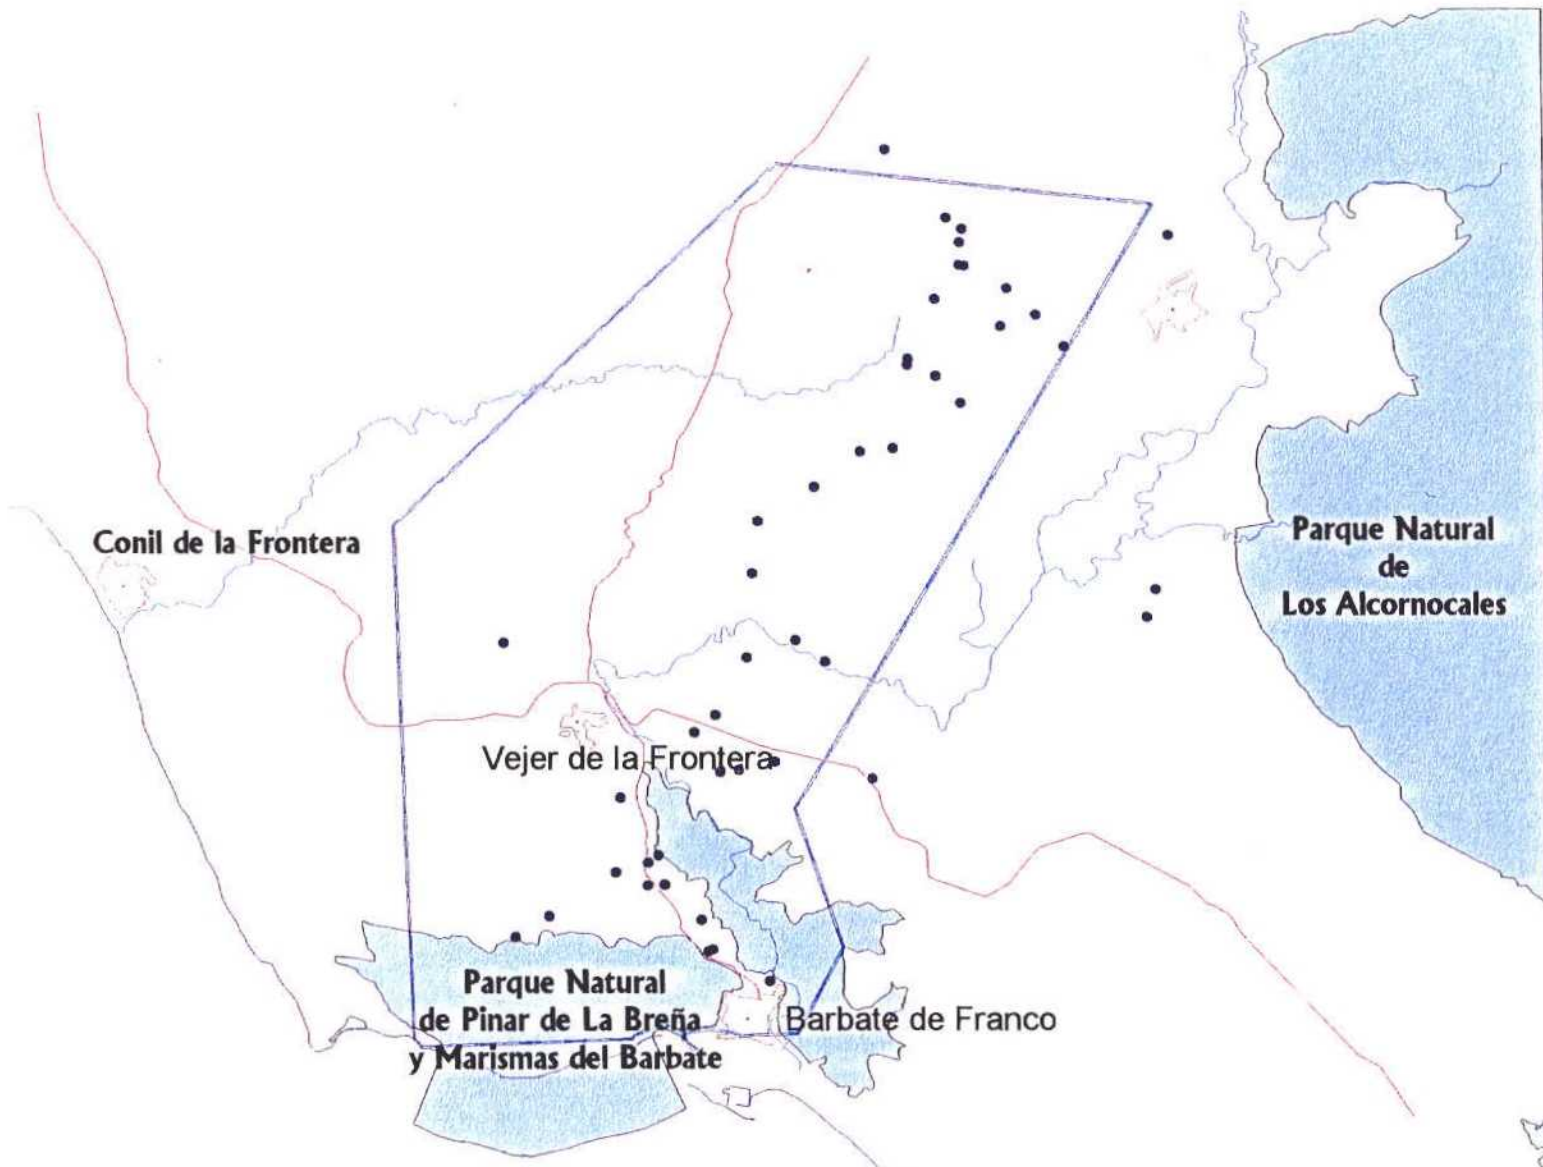 Conil de la Frontera
Parque Natural
de
Los Alcornocales
Vejer de la Frontera
Parque Natural
de Pinar de La Breña
y Marismas del Barbate
Barbate de Franco